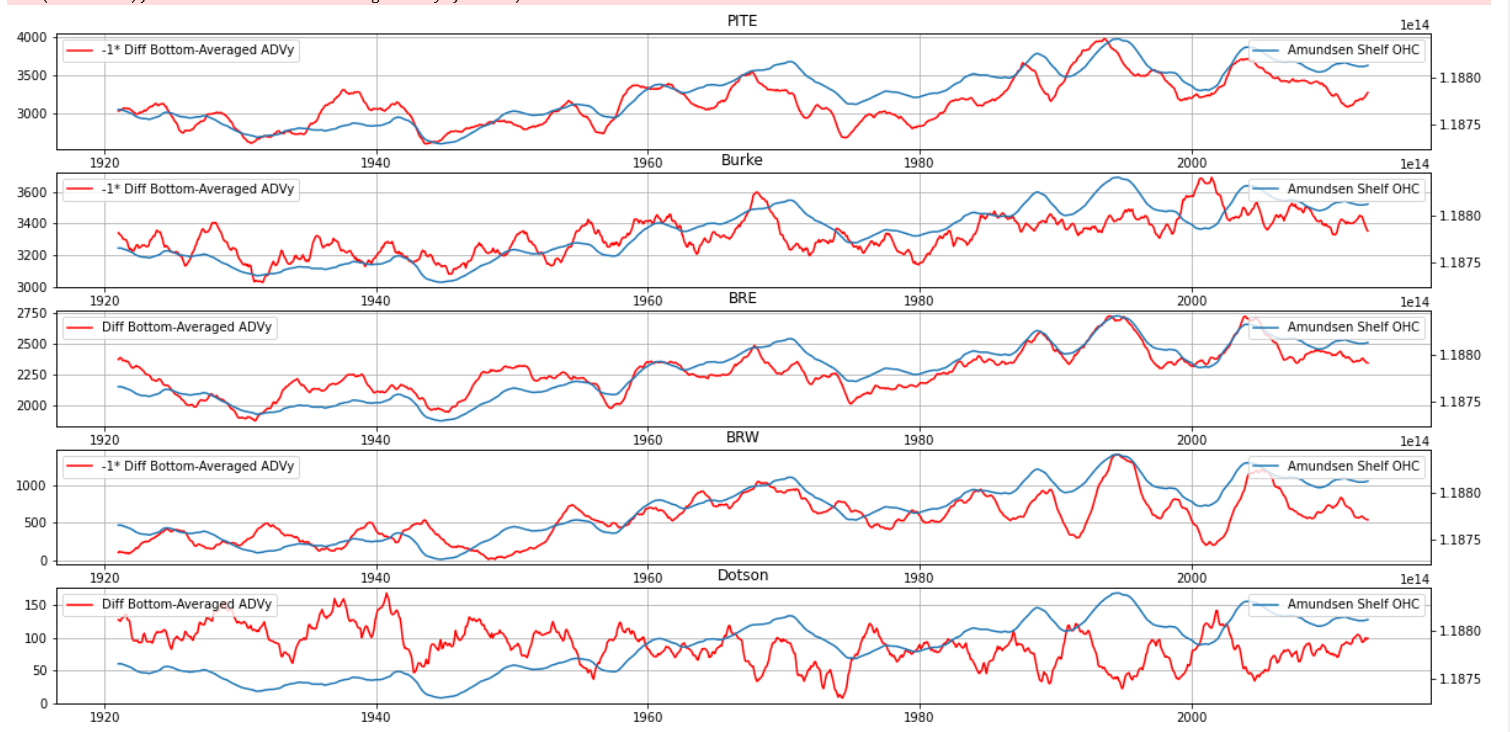 PITE
1e14
-1* Diff Bottom-Averaged ADVy Amundsen Shelf OHC
4000
3500
3000
1.1880
1.1875
1920 1940 1960 1980 2000
Burke
1e14
-1* Diff Bottom-Averaged ADVy Amundsen Shelf OHC
3600
3400
3200
3000
1.1880
1.1875
1920 1940 1960 1980 2000
BRE
1e14
Diff Bottom-Averaged ADVy Amundsen Shelf OHC
2750
2500
2250
2000
1.1880
1.1875
1920 1940 1960 1980 2000
BRW
1e14
-1* Diff Bottom-Averaged ADVy Amundsen Shelf OHC
1000
500
0
1.1880
1.1875
1920 1940 1960 1980 2000
Dotson
1e14
Diff Bottom-Averaged ADVy Amundsen Shelf OHC
150
100
50
0
1.1880
1.1875
1920 1940 1960 1980 2000